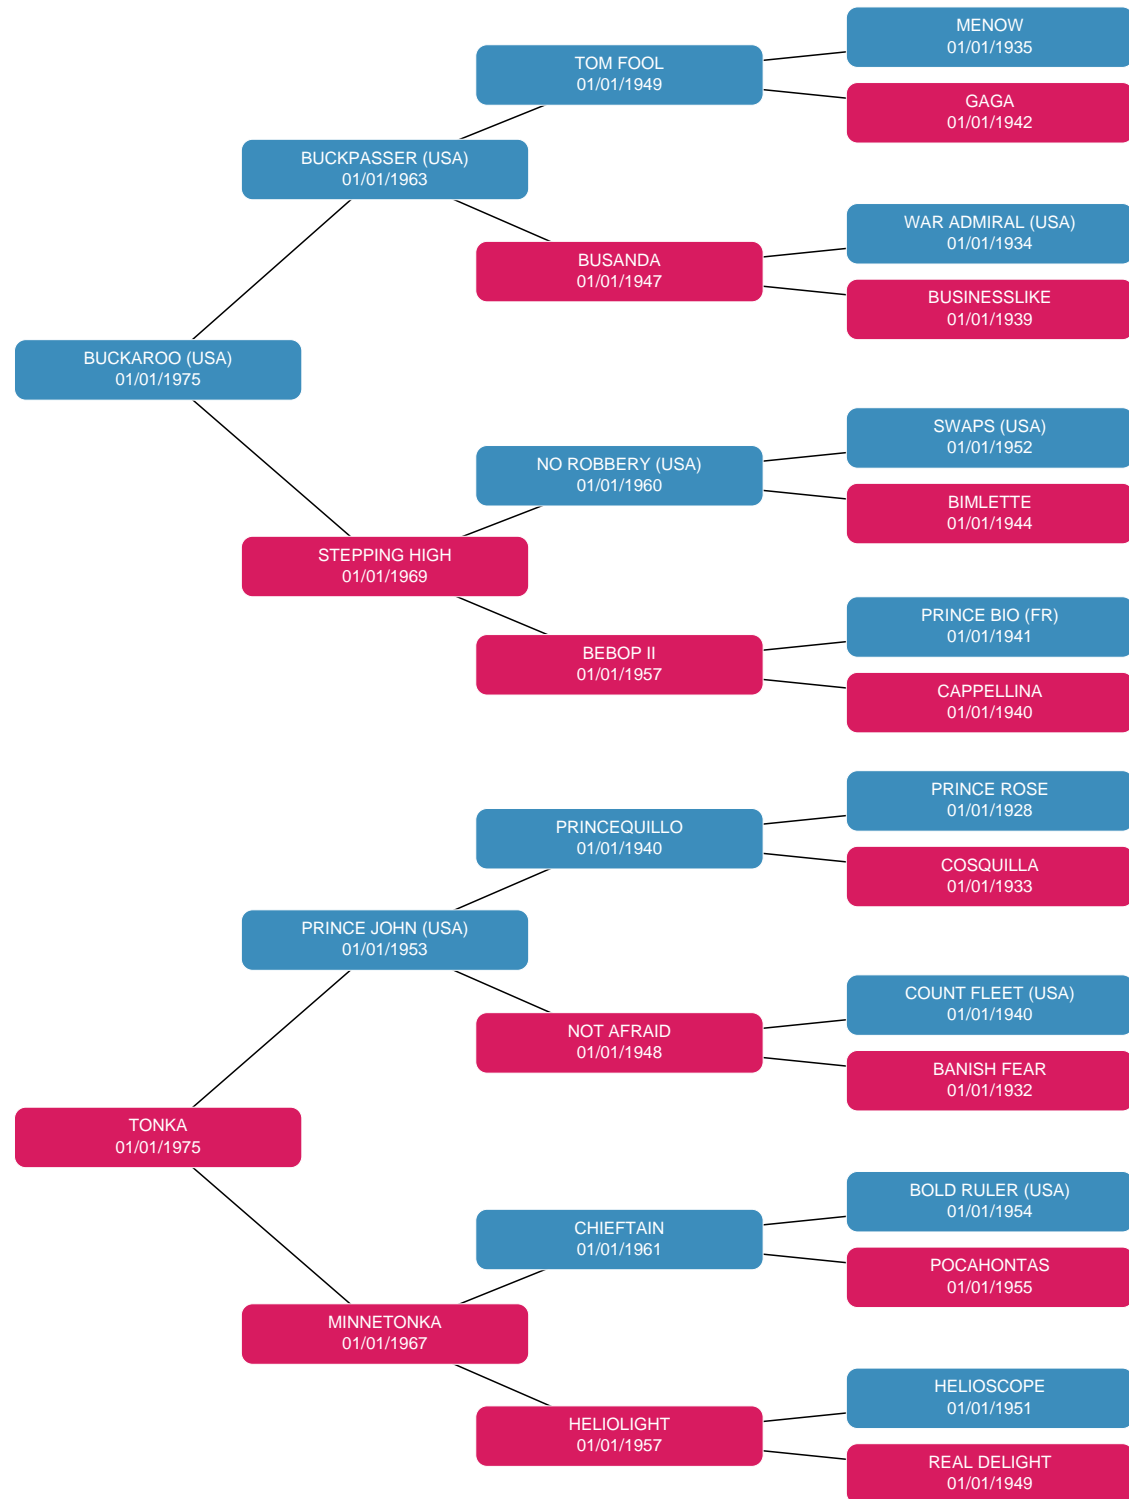 MENOW
01/01/1935
TOM FOOL
01/01/1949
GAGA
01/01/1942
BUCKPASSER (USA)
01/01/1963
WAR ADMIRAL (USA)
01/01/1934
BUSANDA
01/01/1947
BUSINESSLIKE
01/01/1939
BUCKAROO (USA)
01/01/1975
SWAPS (USA)
01/01/1952
NO ROBBERY (USA)
01/01/1960
BIMLETTE
01/01/1944
STEPPING HIGH
01/01/1969
PRINCE BIO (FR)
01/01/1941
BEBOP II
01/01/1957
CAPPELLINA
01/01/1940
PRINCE ROSE
01/01/1928
PRINCEQUILLO
01/01/1940
COSQUILLA
01/01/1933
PRINCE JOHN (USA)
01/01/1953
COUNT FLEET (USA)
01/01/1940
NOT AFRAID
01/01/1948
BANISH FEAR
01/01/1932
TONKA
01/01/1975
BOLD RULER (USA)
01/01/1954
CHIEFTAIN
01/01/1961
POCAHONTAS
01/01/1955
MINNETONKA
01/01/1967
HELIOSCOPE
01/01/1951
HELIOLIGHT
01/01/1957
REAL DELIGHT
01/01/1949